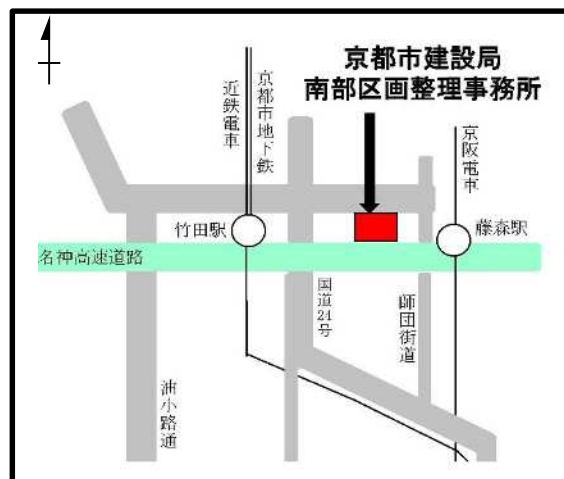 京都市建設局
南部区画整理事務所
近鉄電車
京都市地下鉄
京阪電車
竹田駅
藤森駅
名神高速道路
国道24号
師団街道
油小路通